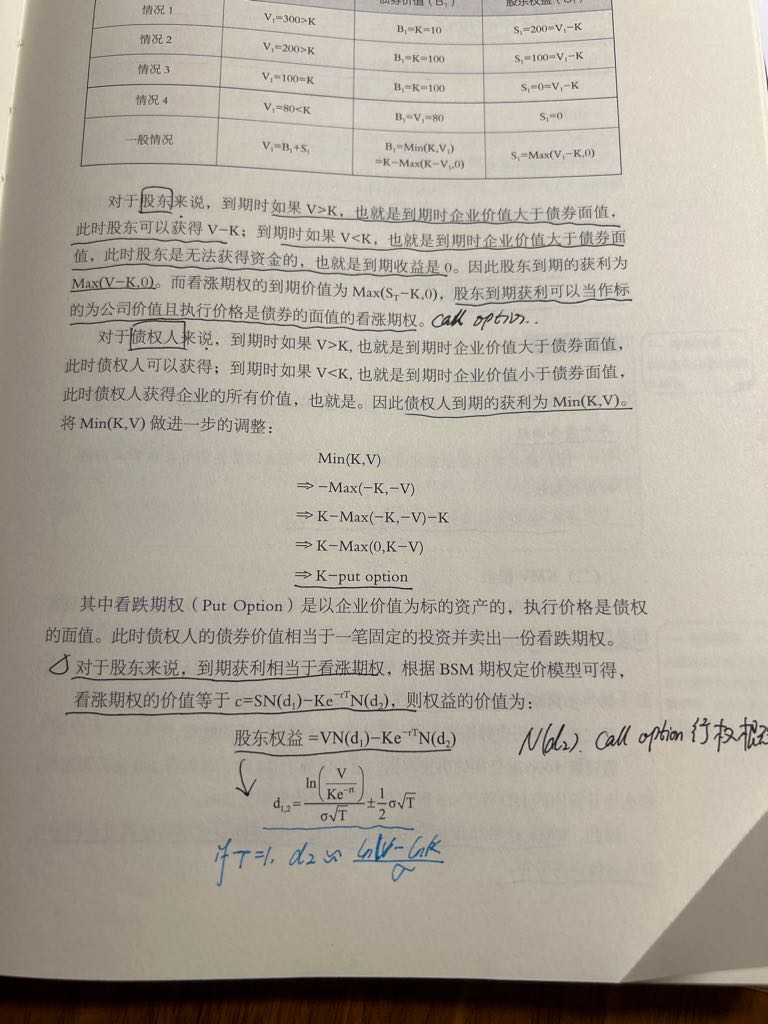 情况 1 V₁=300>K B₁=K=10 S₁=200=V₁−K
情况 2 V₁=200>K B₁=K=100 S₁=100=V₁−K
情况 3 V₁=100=K B₁=K=100 S₁=0=V₁−K
情况 4 V₁=80<K B₁=V₁=80 S₁=0
一般情况 V₁=B₁+S₁ B₁=Min(K,V₁) S₁=Max(V₁−K,0)
=K−Max(K−V₁,0)
对于股东来说，到期时如果 V>K，也就是到期时企业价值大于债券面值，
此时股东可以获得 V−K；到期时如果 V<K，也就是到期时企业价值大于债券面
值，此时股东是无法获得资金的，也就是到期收益是 0。因此股东到期的获利为
Max(V−K,0)。而看涨期权的到期价值为 Max(S_T−K,0)，股东到期获利可以当作标
的为公司价值且执行价格是债券的面值的看涨期权。 call option..
对于债权人来说，到期时如果 V>K, 也就是到期时企业价值大于债券面值，
此时债权人可以获得；到期时如果 V<K, 也就是到期时企业价值小于债券面值，
此时债权人获得企业的所有价值，也就是。因此债权人到期的获利为 Min(K,V)。
将 Min(K,V) 做进一步的调整：
Min(K,V)
⇒−Max(−K,−V)
⇒K−Max(−K,−V)−K
⇒K−Max(0,K−V)
⇒K−put option
其中看跌期权（Put Option）是以企业价值为标的资产的，执行价格是债权
的面值。此时债权人的债券价值相当于一笔固定的投资并卖出一份看跌期权。
对于股东来说，到期获利相当于看涨期权，根据 BSM 期权定价模型可得，
看涨期权的价值等于 c=SN(d₁)−Ke⁻ʳᵀN(d₂)，则权益的价值为：
股东权益 =VN(d₁)−Ke⁻ʳᵀN(d₂) N(d₂). call option 行权概
d₁,₂=ln(V/Ke⁻ʳᵗ)/σ√T±1/2σ√T
if T=1. d₂ ≈ (lnV−lnK)/σ